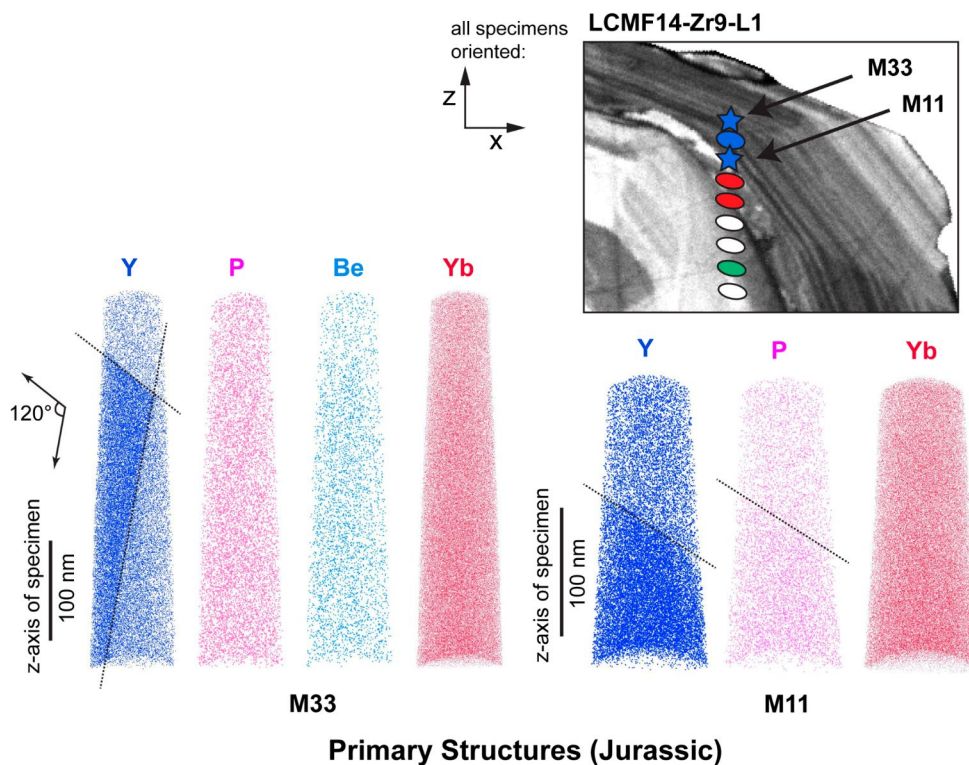 all specimens
oriented:
z
x
LCMF14-Zr9-L1
M33
M11
Y
P
Be
Yb
120°
z-axis of specimen
100 nm
M33
Y
P
Yb
z-axis of specimen
100 nm
M11
Primary Structures (Jurassic)